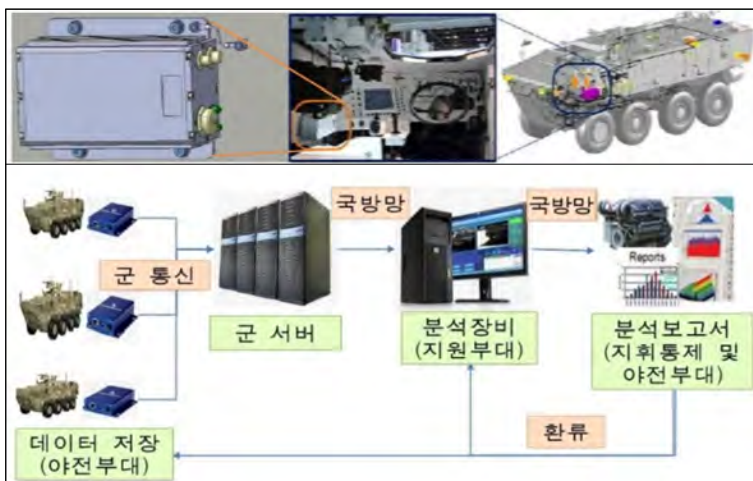 국방망
국방망
군 통신
Reports
군 서버
분석장비
(지원부대)
분석보고서
(지휘통제 및
야전부대)
데이터 저장
(야전부대)
환류